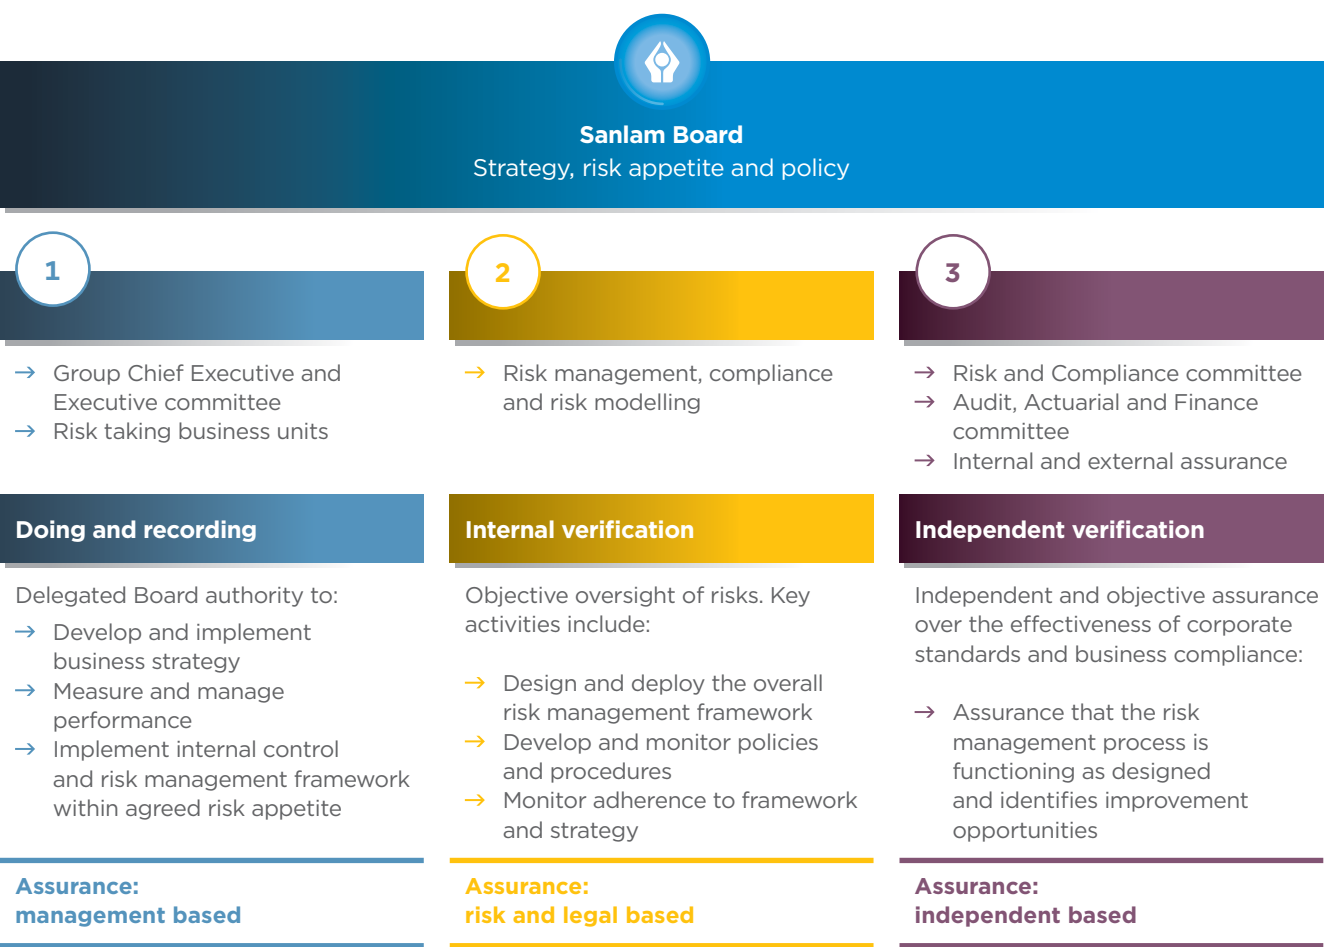 Sanlam Board
Strategy, risk appetite and policy
1
→ Group Chief Executive and
Executive committee
→ Risk taking business units
Doing and recording
Delegated Board authority to:
→ Develop and implement
business strategy
→ Measure and manage
performance
→ Implement internal control
and risk management framework
within agreed risk appetite
Assurance:
management based
2
→ Risk management, compliance
and risk modelling
Internal verification
Objective oversight of risks. Key
activities include:
→ Design and deploy the overall
risk management framework
→ Develop and monitor policies
and procedures
→ Monitor adherence to framework
and strategy
Assurance:
risk and legal based
3
→ Risk and Compliance committee
→ Audit, Actuarial and Finance
committee
→ Internal and external assurance
Independent verification
Independent and objective assurance
over the effectiveness of corporate
standards and business compliance:
→ Assurance that the risk
management process is
functioning as designed
and identifies improvement
opportunities
Assurance:
independent based